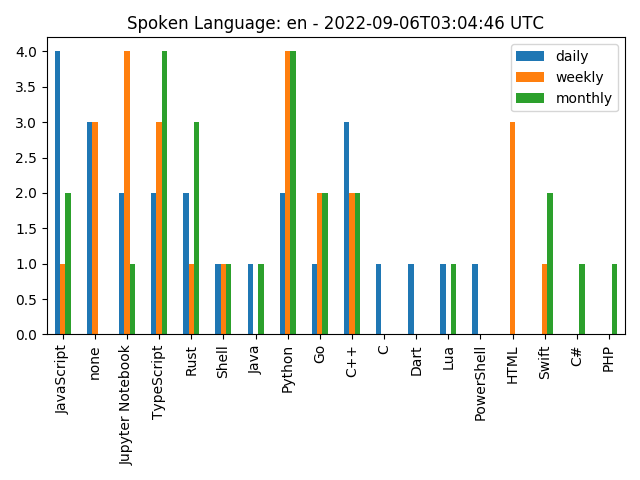 Spoken Language: en - 2022-09-06T03:04:46 UTC
daily
weekly
monthly
4.0
3.5
3.0
2.5
2.0
1.5
1.0
0.5
0.0
JavaScript
none
Jupyter Notebook
TypeScript
Rust
Shell
Java
Python
Go
C++
C
Dart
Lua
PowerShell
HTML
Swift
C#
PHP